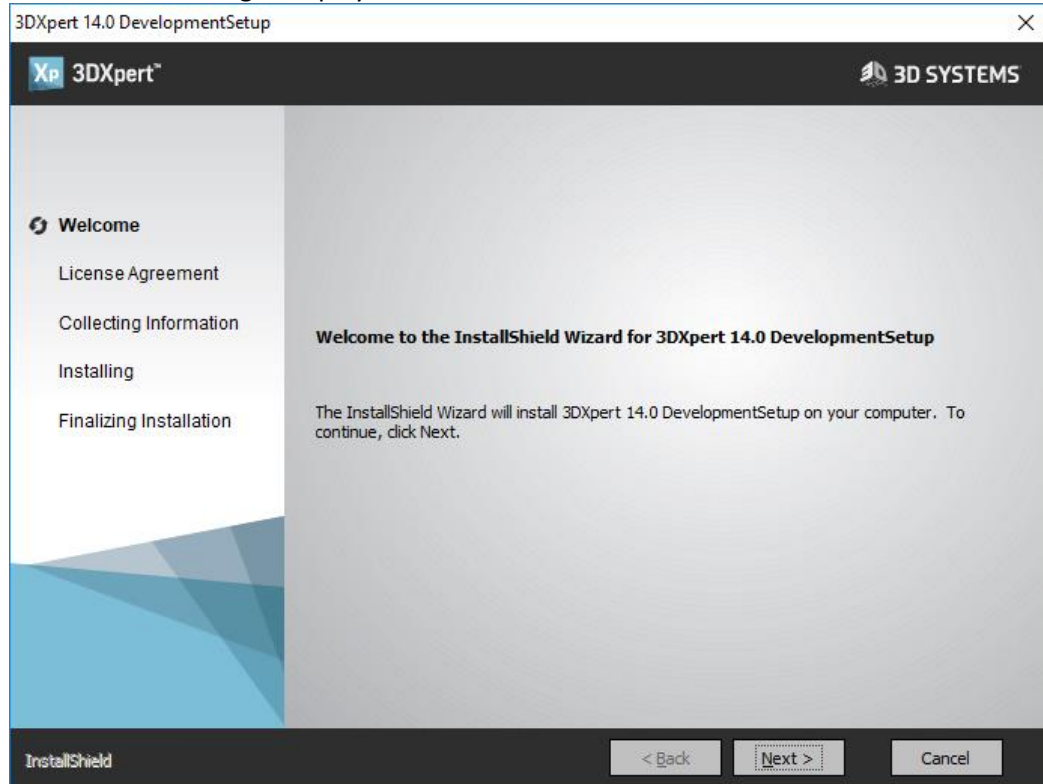 3DXpert 14.0 DevelopmentSetup
Xp 3DXpert™
3D SYSTEMS
Welcome
License Agreement
Collecting Information
Installing
Finalizing Installation
Welcome to the InstallShield Wizard for 3DXpert 14.0 DevelopmentSetup
The InstallShield Wizard will install 3DXpert 14.0 DevelopmentSetup on your computer. To
continue, click Next.
InstallShield
< Back
Next >
Cancel